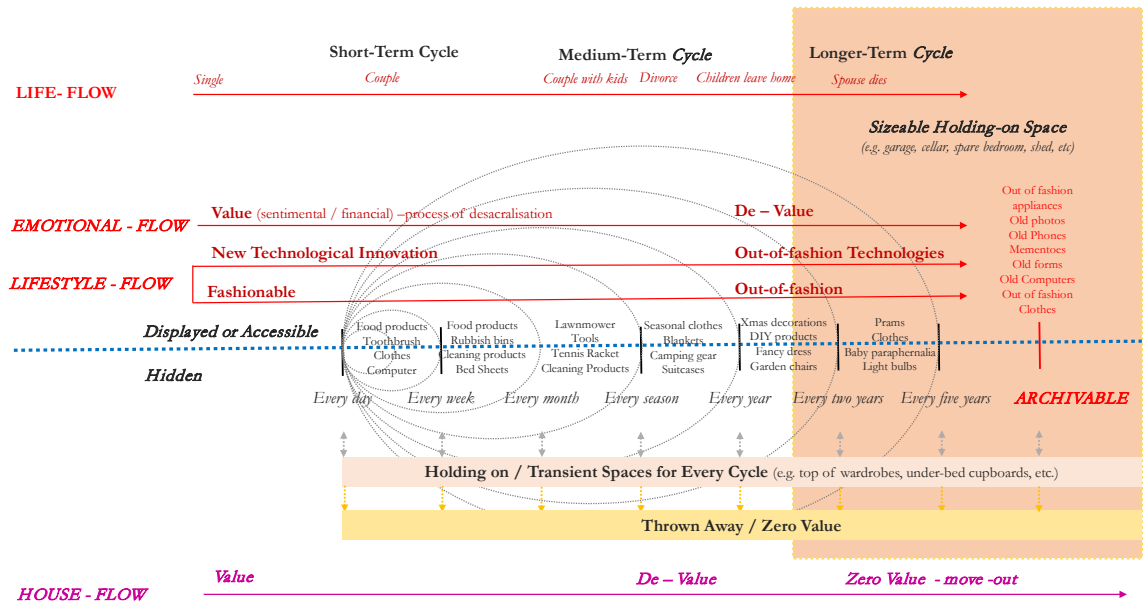 Short-Term Cycle
Medium-Term Cycle
Longer-Term Cycle
Single
Couple
Couple with kids
Divorce
Children leave home
Spouse dies
LIFE- FLOW
Sizeable Holding-on Space
(e.g. garage, cellar, spare bedroom, shed, etc)
EMOTIONAL - FLOW
Value (sentimental / financial) –process of desacralisation
De – Value
LIFESTYLE - FLOW
New Technological Innovation
Out-of-fashion Technologies
Fashionable
Out-of-fashion
Out of fashion
appliances
Old photos
Old Phones
Mementoes
Old forms
Old Computers
Out of fashion
Clothes
Displayed or Accessible
Hidden
Food products
Toothbrush
Clothes
Computer
Food products
Rubbish bins
Cleaning products
Bed Sheets
Lawnmower
Tools
Tennis Racket
Cleaning Products
Seasonal clothes
Blankets
Camping gear
Suitcases
Xmas decorations
DIY products
Fancy dress
Garden chairs
Prams
Clothes
Baby paraphernalia
Light bulbs
Every day
Every week
Every month
Every season
Every year
Every two years
Every five years
ARCHIVABLE
Holding on / Transient Spaces for Every Cycle (e.g. top of wardrobes, under-bed cupboards, etc.)
Thrown Away / Zero Value
HOUSE - FLOW
Value
De – Value
Zero Value - move -out